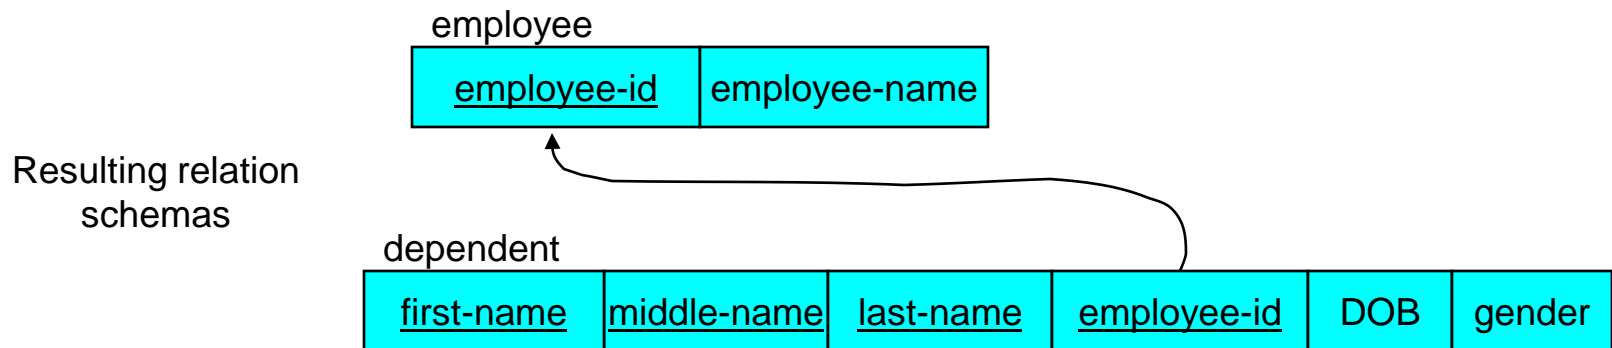 employee
employee-id employee-name
Resulting relation
schemas
dependent
first-name middle-name last-name employee-id DOB gender